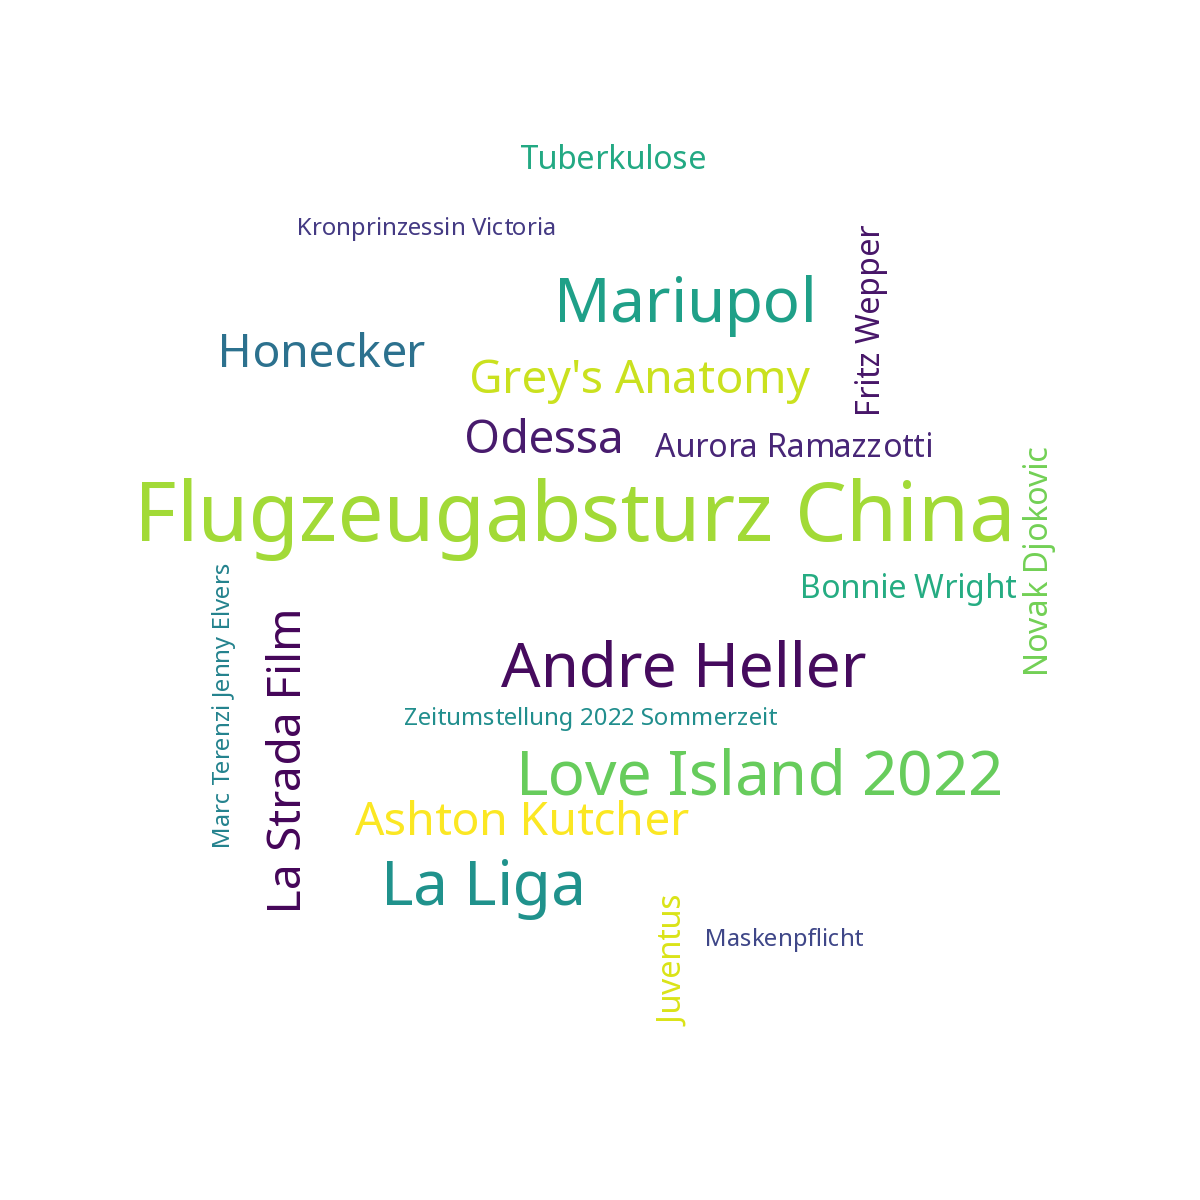 Tuberkulose
Kronprinzessin Victoria
Mariupol
Fritz Wepper
Honecker
Grey's Anatomy
Odessa
Aurora Ramazzotti
Flugzeugabsturz China
Novak Djokovic
Bonnie Wright
Marc Terenzi Jenny Elvers
La Strada Film
Andre Heller
Zeitumstellung 2022 Sommerzeit
Love Island 2022
Ashton Kutcher
La Liga
Juventus
Maskenpflicht